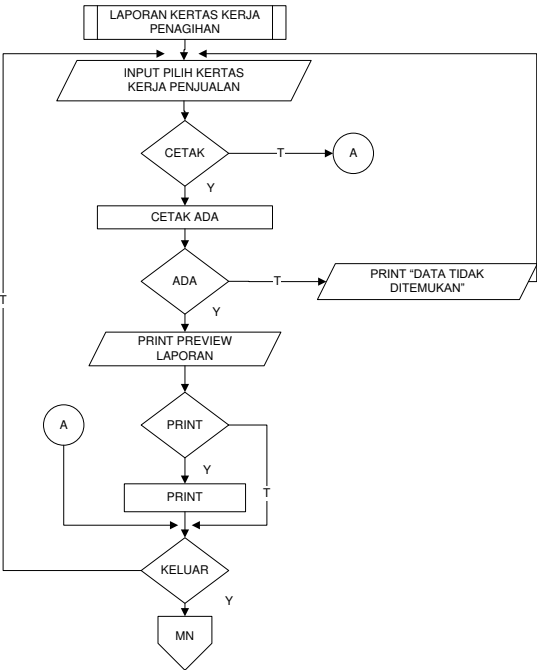 LAPORAN KERTAS KERJA
PENAGIHAN
INPUT PILIH KERTAS
KERJA PENJUALAN
CETAK
T
A
Y
CETAK ADA
ADA
T
PRINT “DATA TIDAK
DITEMUKAN”
Y
T
PRINT PREVIEW
LAPORAN
A
PRINT
Y
T
PRINT
KELUAR
Y
MN